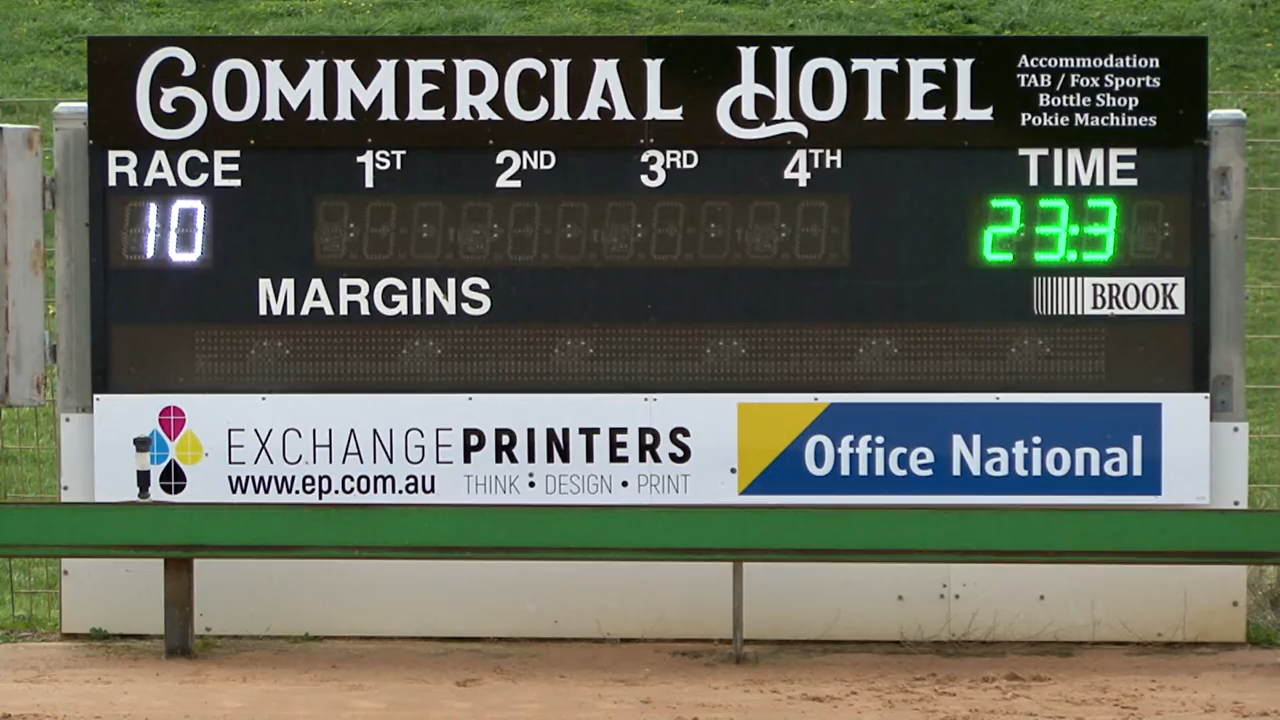 COMMERCIAL HOTEL
Accommodation
TAB / Fox Sports
Bottle Shop
Pokie Machines
RACE 1ST 2ND 3RD 4TH TIME
10 23:3
MARGINS
BROOK
EXCHANGEPRINTERS
www.ep.com.au THINK • DESIGN • PRINT
Office National